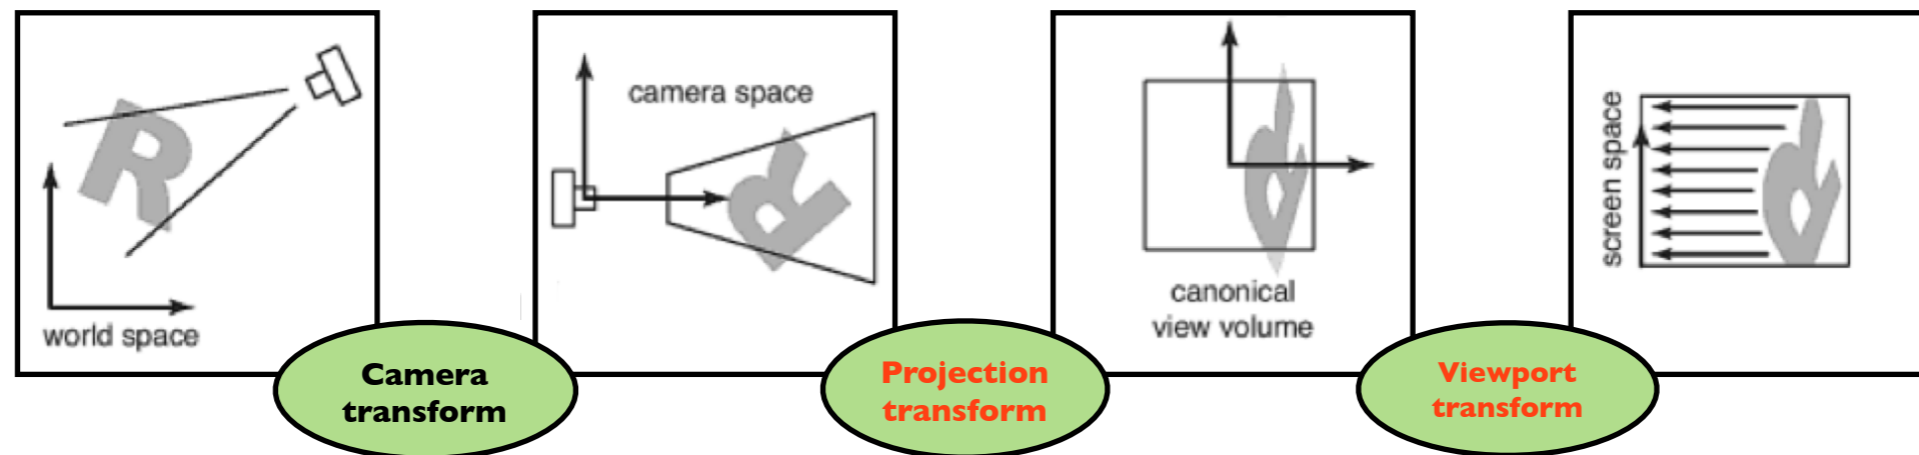 world space
Camera
transform
camera space
Projection
transform
canonical
view volume
Viewport
transform
screen space